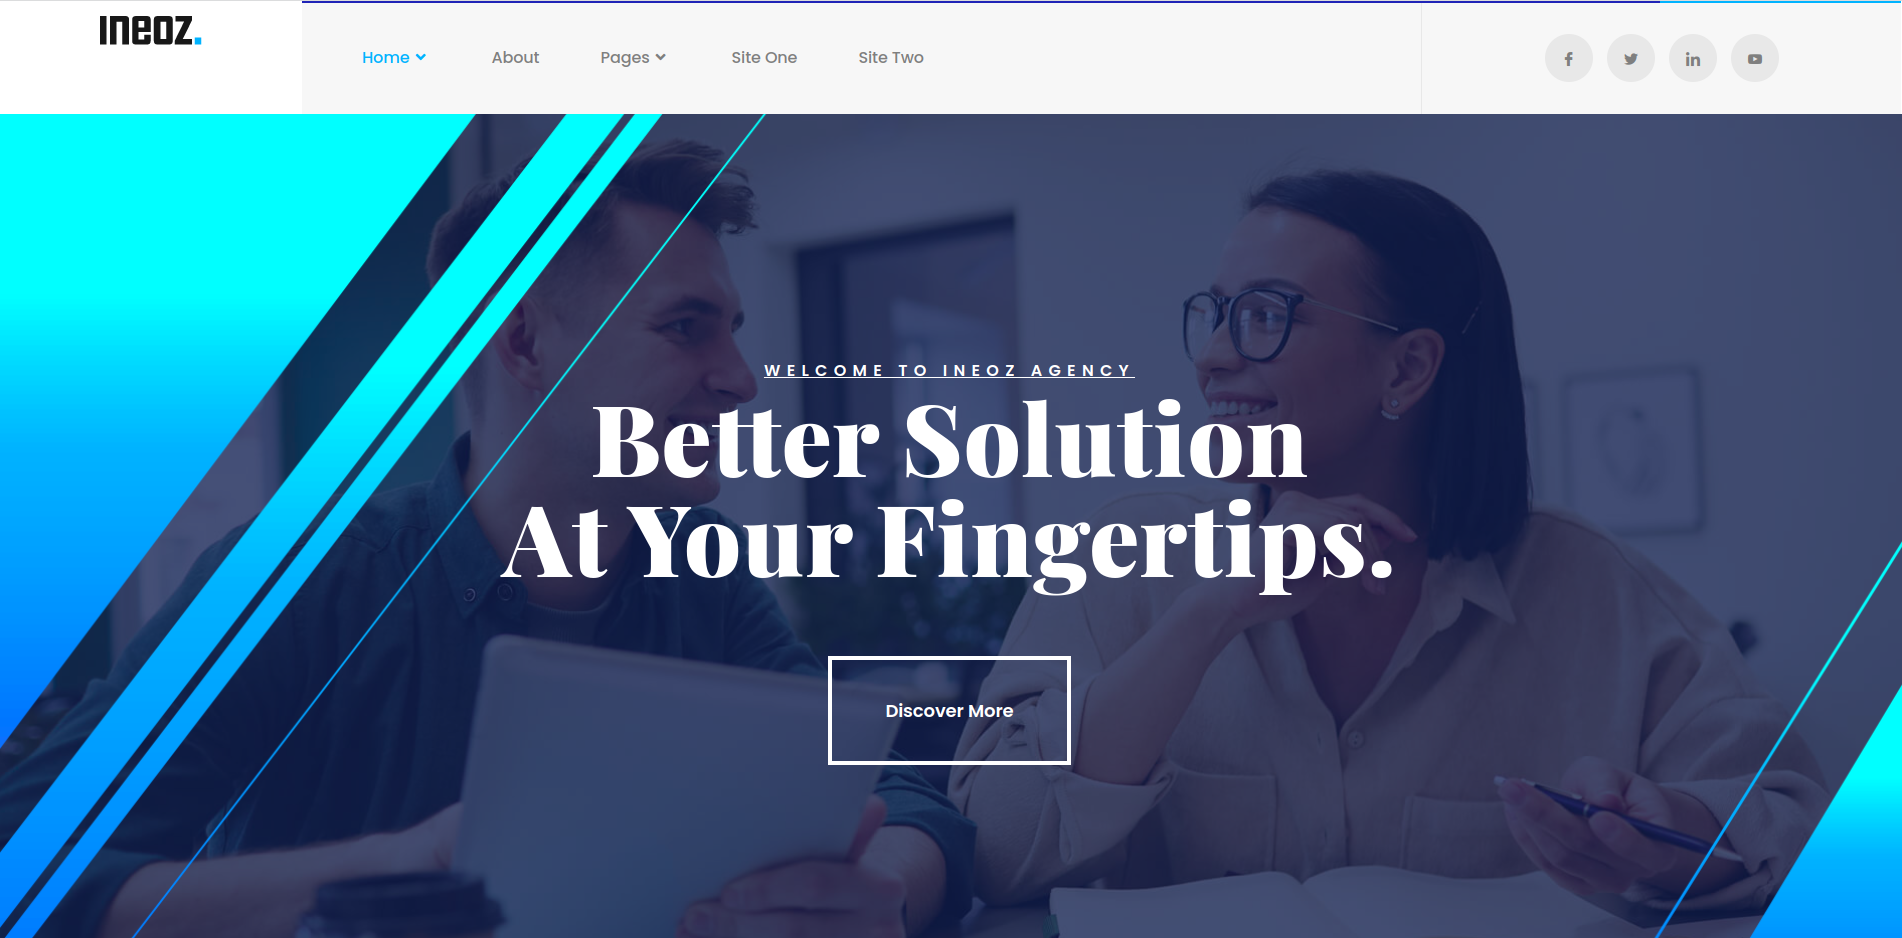 INEOZ.
Home
About
Pages
Site One
Site Two
WELCOME TO INEOZ AGENCY
Better Solution
At Your Fingertips.
Discover More